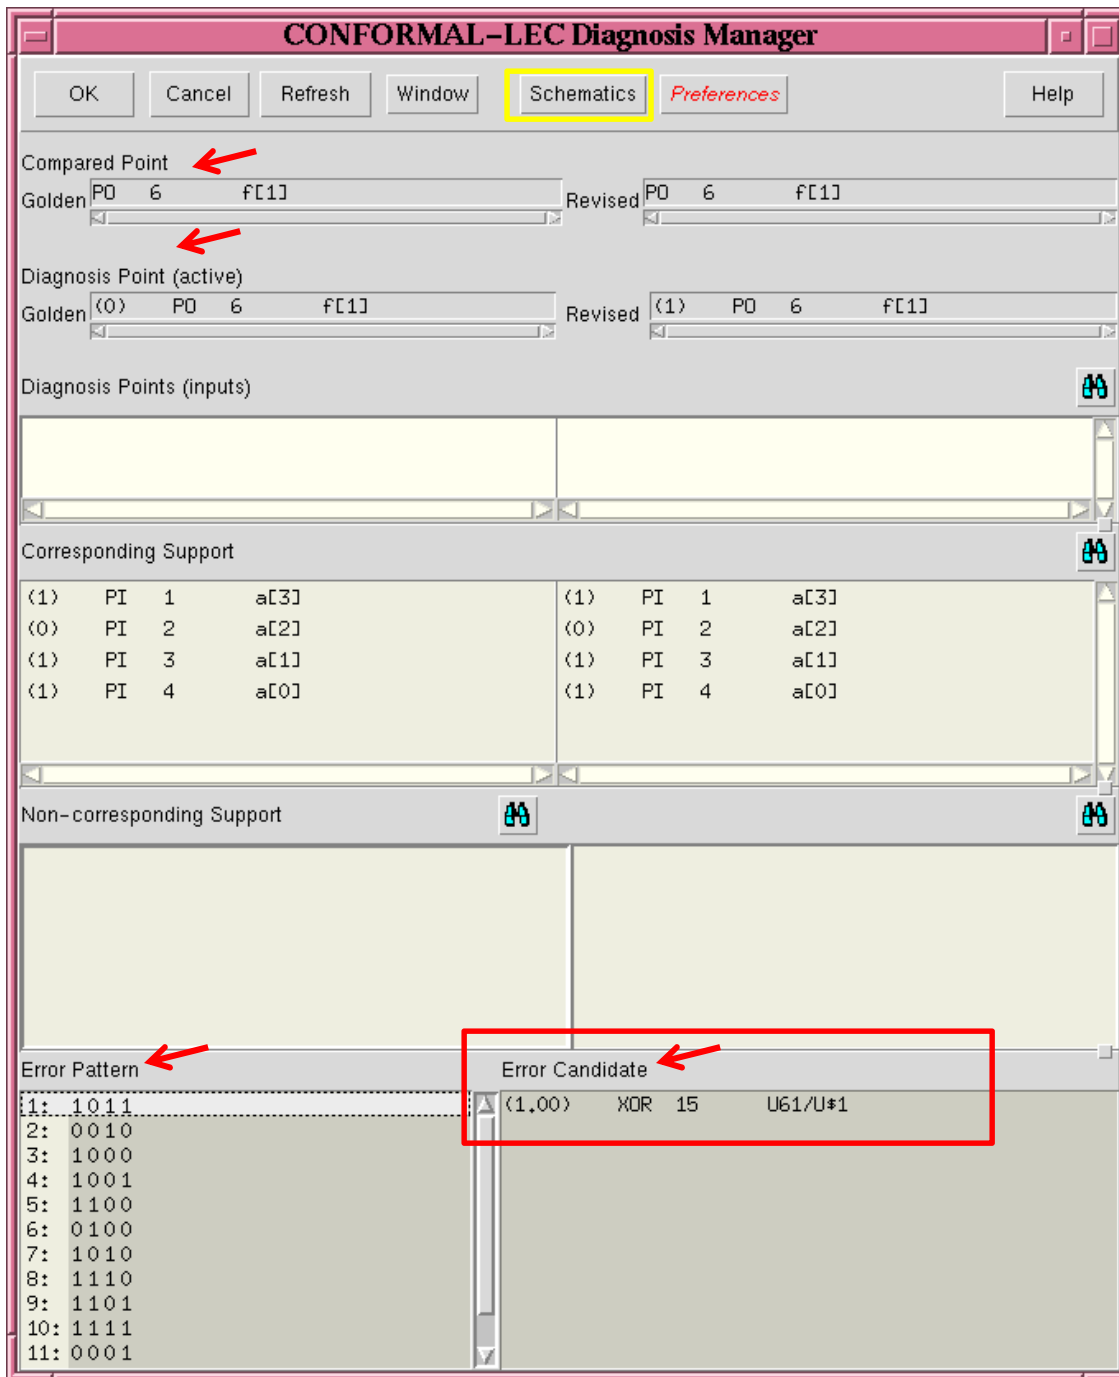 CONFORMAL-LEC Diagnosis Manager
OK Cancel Refresh Window Schematics Preferences Help
Compared Point
Golden PO 6 f[1] Revised PO 6 f[1]
Diagnosis Point (active)
Golden (0) PO 6 f[1] Revised (1) PO 6 f[1]
Diagnosis Points (inputs)
Corresponding Support
(1) PI 1 a[3] (1) PI 1 a[3]
(0) PI 2 a[2] (0) PI 2 a[2]
(1) PI 3 a[1] (1) PI 3 a[1]
(1) PI 4 a[0] (1) PI 4 a[0]
Non-corresponding Support
Error Pattern Error Candidate
1: 1011 (1.00) XOR 15 U61/U$1
2: 0010
3: 1000
4: 1001
5: 1100
6: 0100
7: 1010
8: 1110
9: 1101
10: 1111
11: 0001